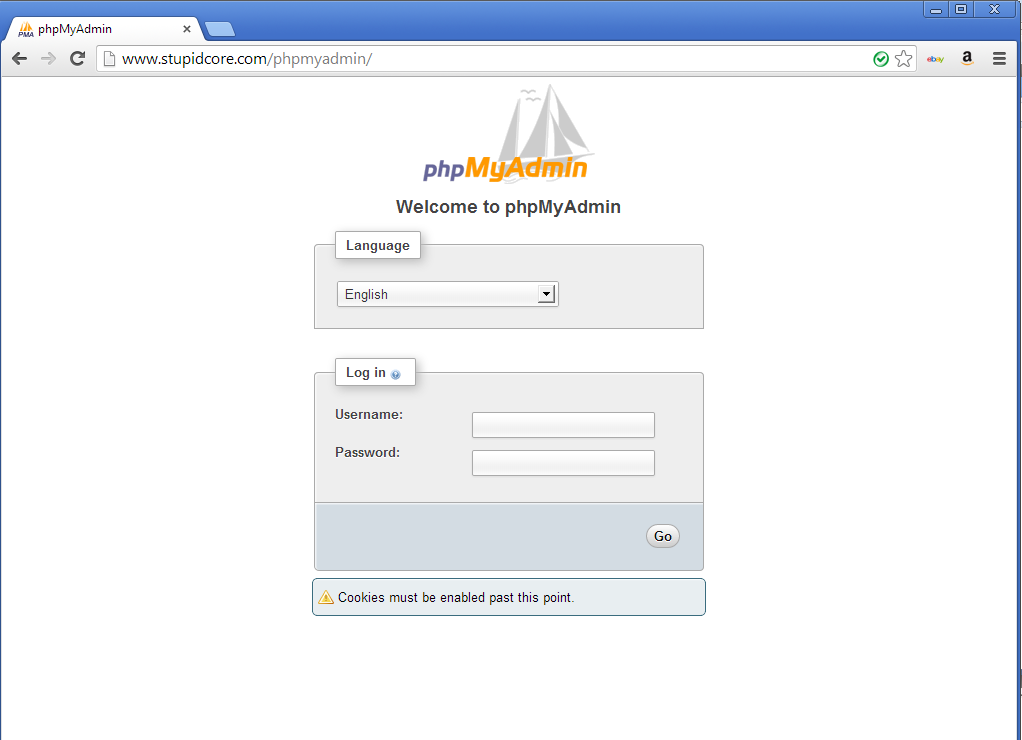 phpMyAdmin
www.stupidcore.com/phpmyadmin/
ebay
a
phpMyAdmin
Welcome to phpMyAdmin
Language
English
Log in
Username:
Password:
Go
Cookies must be enabled past this point.